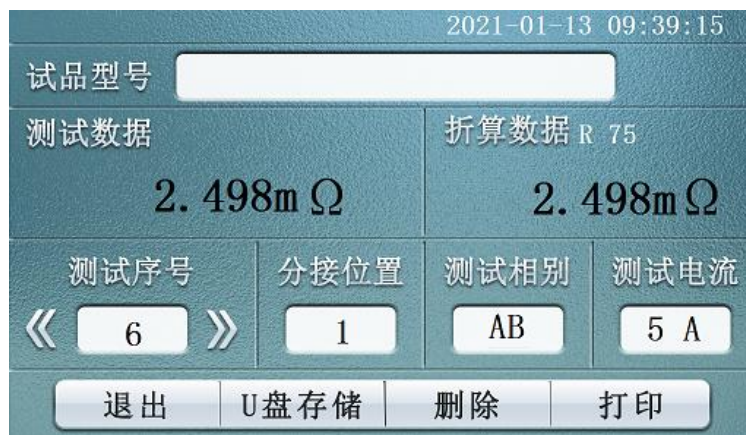 2021-01-13 09:39:15
试品型号
测试数据
折算数据 R 75
2.498mΩ
2.498mΩ
测试序号 分接位置 测试相别 测试电流
《 6 》 1 AB 5 A
退出 U盘存储 删除 打印